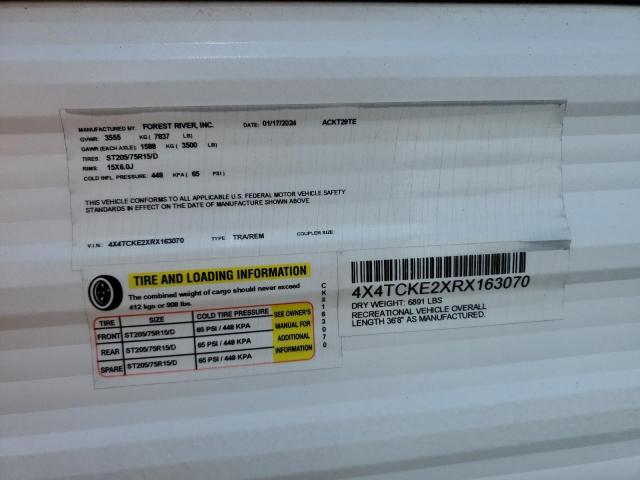 MANUFACTURED BY: FOREST RIVER, INC. DATE: 01/17/2024 ACKT29TE
GVWR: 3555 KG ( 7837 LB)
GAWR (EACH AXLE): 1588 KG ( 3500 LB)
TIRES: ST205/75R15/D
RIMS: 15X6.0J
COLD INFL. PRESSURE: 448 KPA ( 65 PSI )
THIS VEHICLE CONFORMS TO ALL APPLICABLE U.S. FEDERAL MOTOR VEHICLE SAFETY
STANDARDS IN EFFECT ON THE DATE OF MANUFACTURE SHOWN ABOVE.
V.I.N.: 4X4TCKE2XRX163070 TYPE: TRA/REM COUPLER SIZE:
TIRE AND LOADING INFORMATION
The combined weight of cargo should never exceed
412 kgs or 908 lbs.
TIRE SIZE COLD TIRE PRESSURE
FRONT ST205/75R15/D 65 PSI / 448 KPA
REAR ST205/75R15/D 65 PSI / 448 KPA
SPARE ST205/75R15/D 65 PSI / 448 KPA
SEE OWNER'S
MANUAL FOR
ADDITIONAL
INFORMATION
CKX163070
4X4TCKE2XRX163070
DRY WEIGHT: 6891 LBS
RECREATIONAL VEHICLE OVERALL
LENGTH 36'8" AS MANUFACTURED.